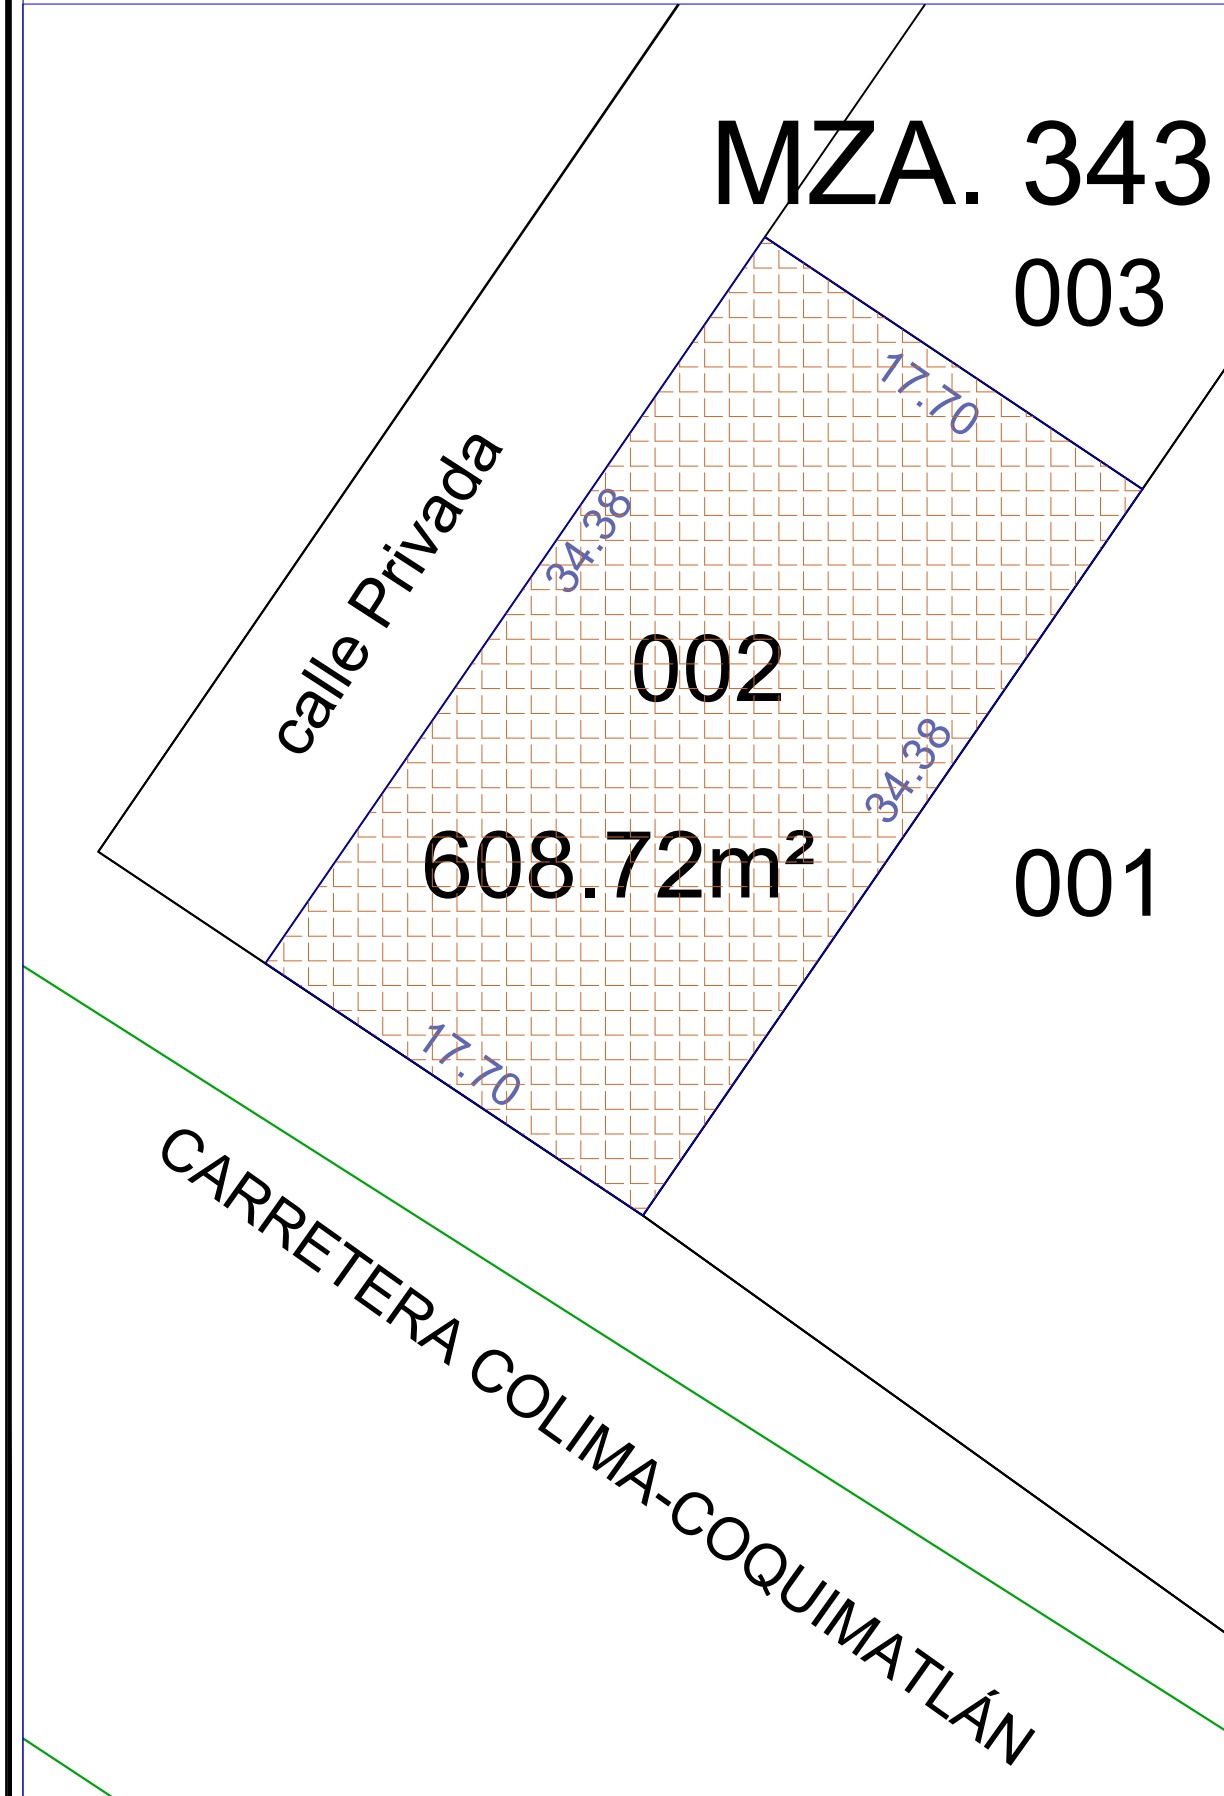 MZA. 343
003
17.70
calle Privada
34.38
002
34.38
608.72m²
001
17.70
CARRETERA COLIMA-COQUIMATLÁN